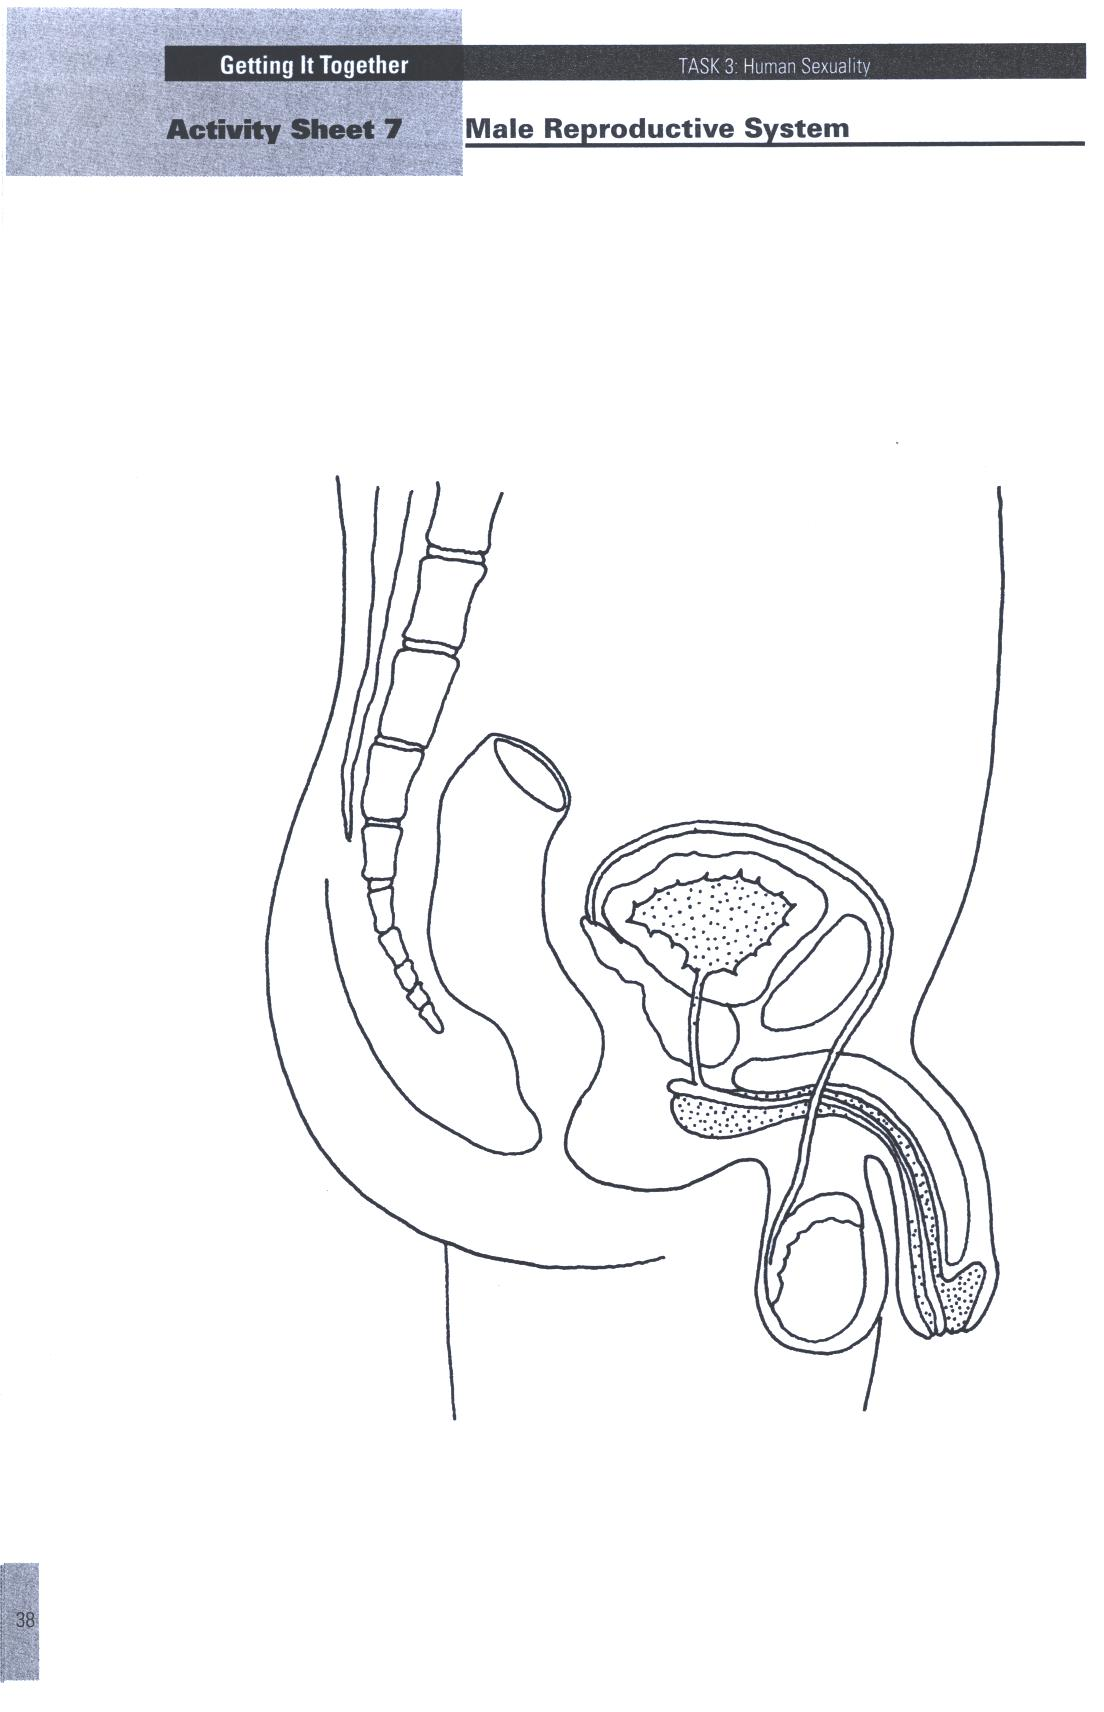 Getting It Together TASK 3: Human Sexuality
Activity Sheet 7 Male Reproductive System
38